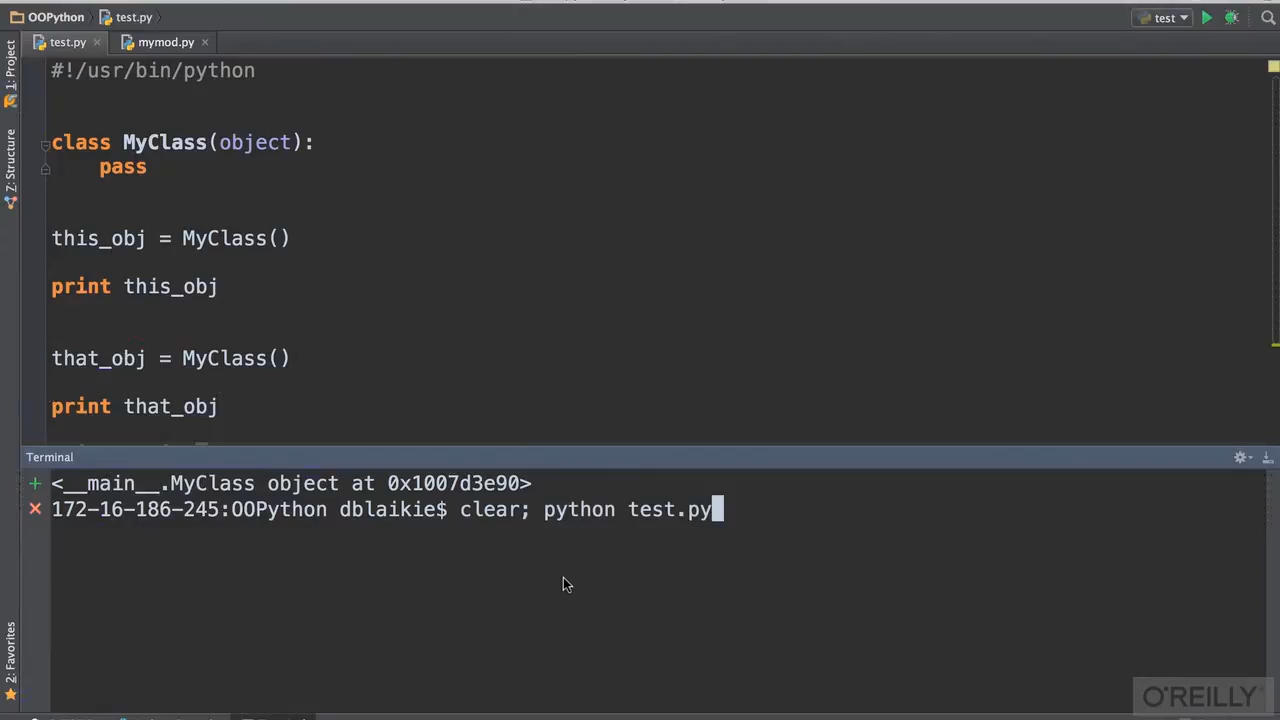 OOPython test.py
test
test.py mymod.py
1: Project
Z: Structure
2: Favorites
#!/usr/bin/python
class MyClass(object):
pass
this_obj = MyClass()
print this_obj
that_obj = MyClass()
print that_obj
Terminal
<__main__.MyClass object at 0x1007d3e90>
172-16-186-245:OOPython dblaikie$ clear; python test.py
O'REILLY